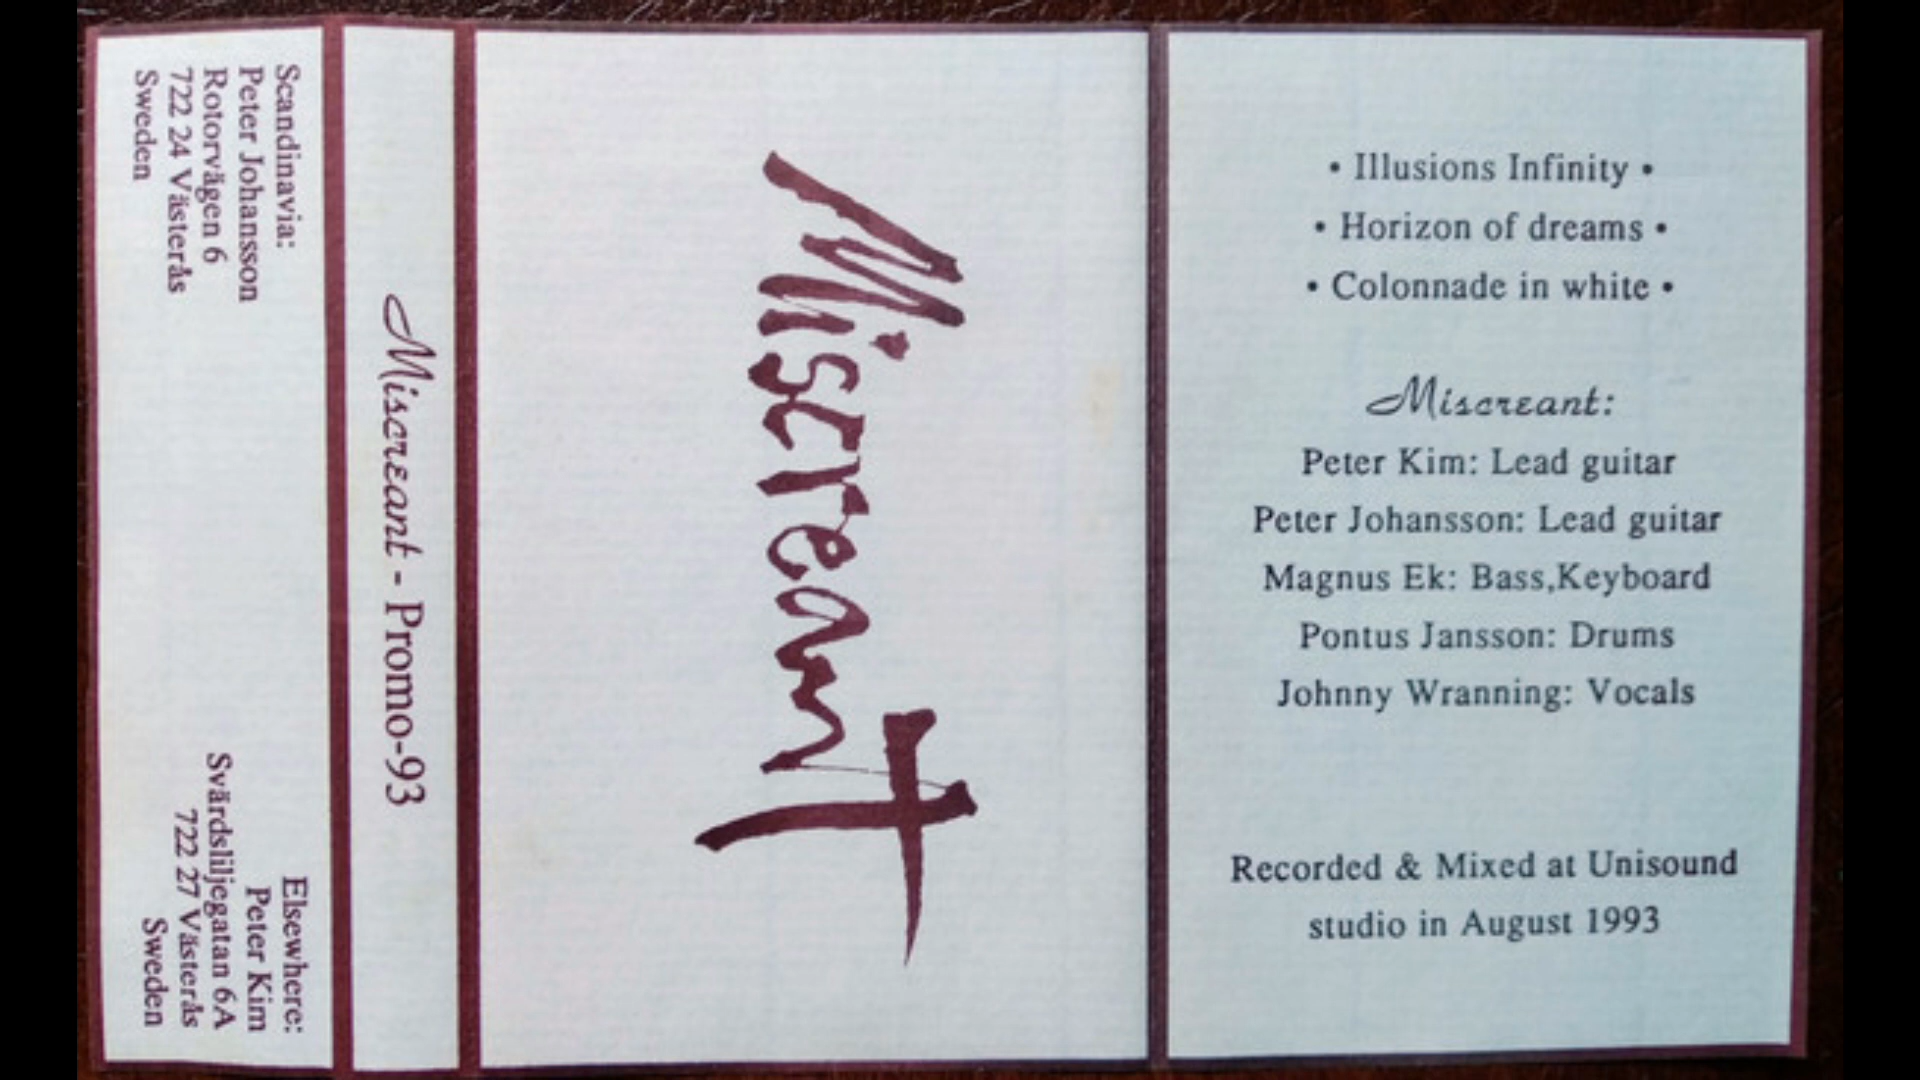 Scandinavia:
Peter Johansson
Rotorvägen 6
722 24 Västerås
Sweden
Elsewhere:
Peter Kim
Svärdsliljegatan 6A
722 27 Västerås
Sweden
Miscreant - Promo-93
Miscreant
• Illusions Infinity •
• Horizon of dreams •
• Colonnade in white •
Miscreant:
Peter Kim: Lead guitar
Peter Johansson: Lead guitar
Magnus Ek: Bass,Keyboard
Pontus Jansson: Drums
Johnny Wranning: Vocals
Recorded & Mixed at Unisound
studio in August 1993